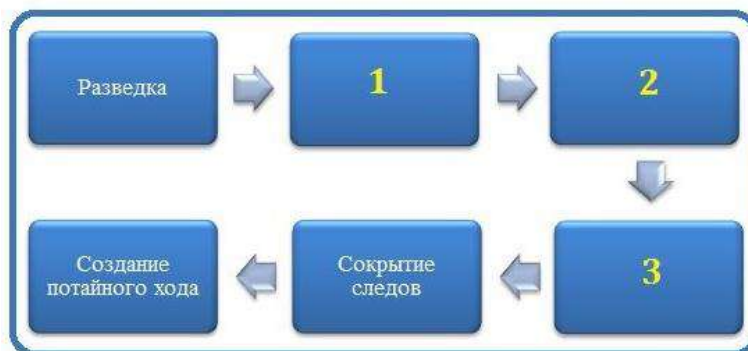 Разведка
1
2
3
Сокрытие
следов
Создание
потайного хода